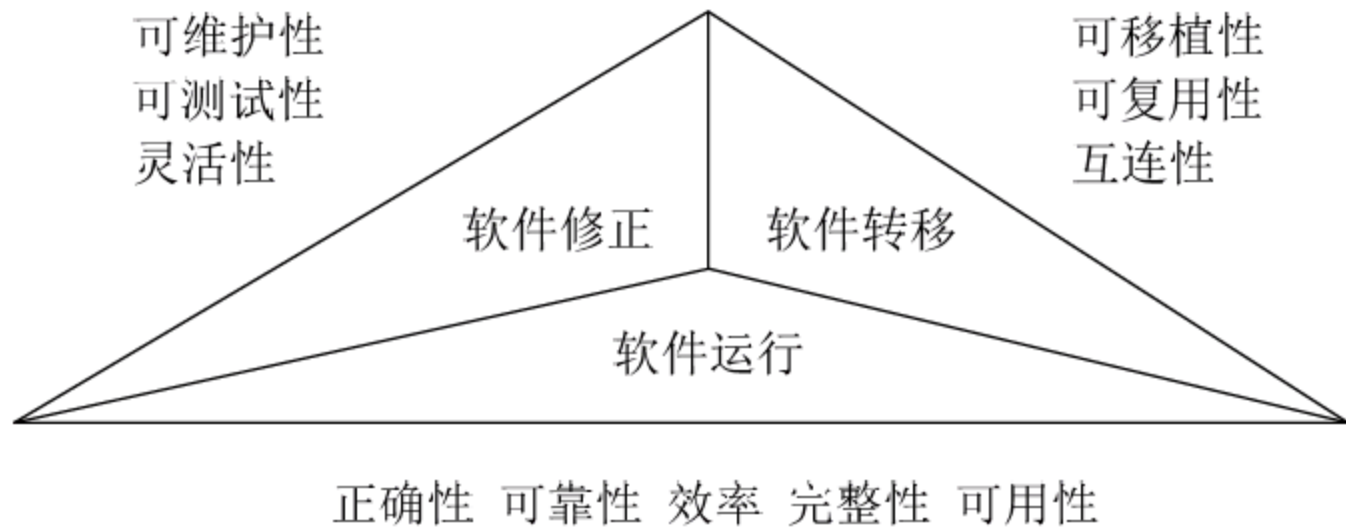 可维护性
可测试性
灵活性
可移植性
可复用性
互连性
软件修正
软件转移
软件运行
正确性 可靠性 效率 完整性 可用性